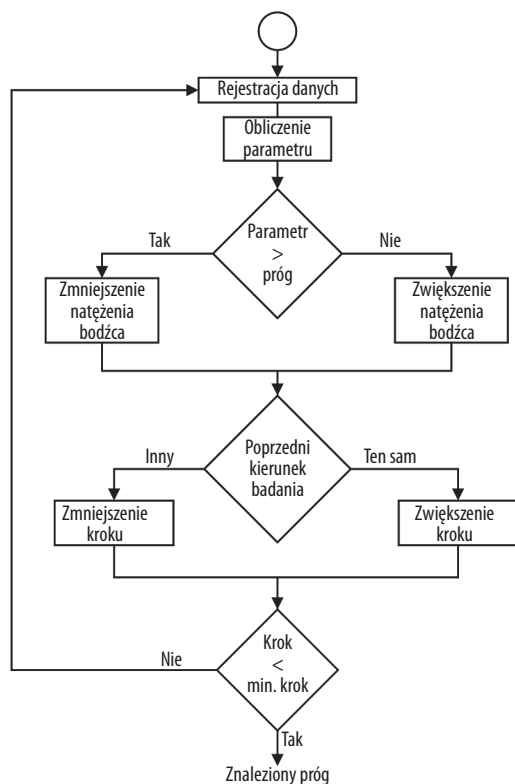 Rejestracja danych
Obliczenie
parametru
Parametr
>
próg
Tak
Nie
Zmniejszenie
natężenia
bodźca
Zwiększenie
natężenia
bodźca
Poprzedni
kierunek
badania
Inny
Ten sam
Zmniejszenie
kroku
Zwiększenie
kroku
Krok
<
min. krok
Nie
Tak
Znaleziony próg